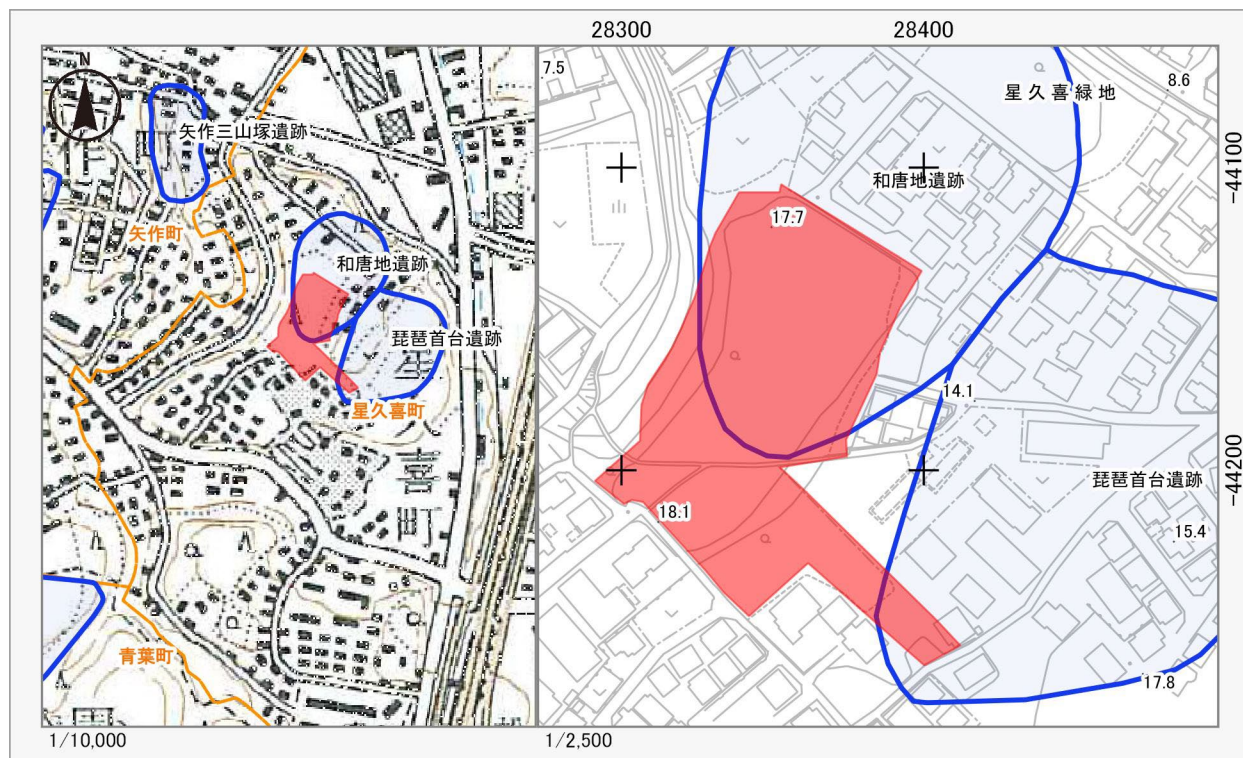 28300
28400
N
矢作三山塚遺跡
矢作町
和唐地遺跡
琵琶首台遺跡
星久喜町
青葉町
1/10,000
7.5
星久喜緑地
8.6
和唐地遺跡
17.7
14.1
琵琶首台遺跡
18.1
15.4
17.8
-44100
-44200
1/2,500